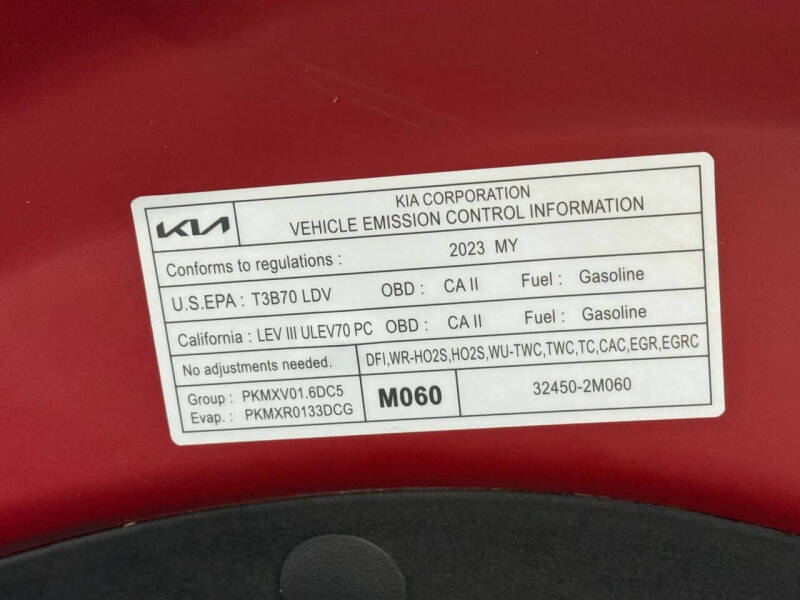 KIA
KIA CORPORATION
VEHICLE EMISSION CONTROL INFORMATION
Conforms to regulations : 2023 MY
U.S.EPA : T3B70 LDV OBD : CA II Fuel : Gasoline
California : LEV III ULEV70 PC OBD : CA II Fuel : Gasoline
No adjustments needed. DFI,WR-HO2S,HO2S,WU-TWC,TWC,TC,CAC,EGR,EGRC
Group : PKMXV01.6DC5
Evap. : PKMXR0133DCG
M060
32450-2M060